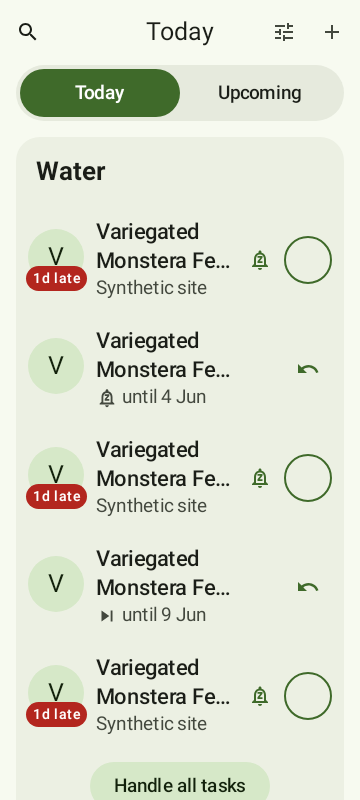 Today
Today
Upcoming
Water
V
1d late
Variegated
Monstera Fe...
Synthetic site
V
Variegated
Monstera Fe...
until 4 Jun
V
1d late
Variegated
Monstera Fe...
Synthetic site
V
Variegated
Monstera Fe...
until 9 Jun
V
1d late
Variegated
Monstera Fe...
Synthetic site
Handle all tasks